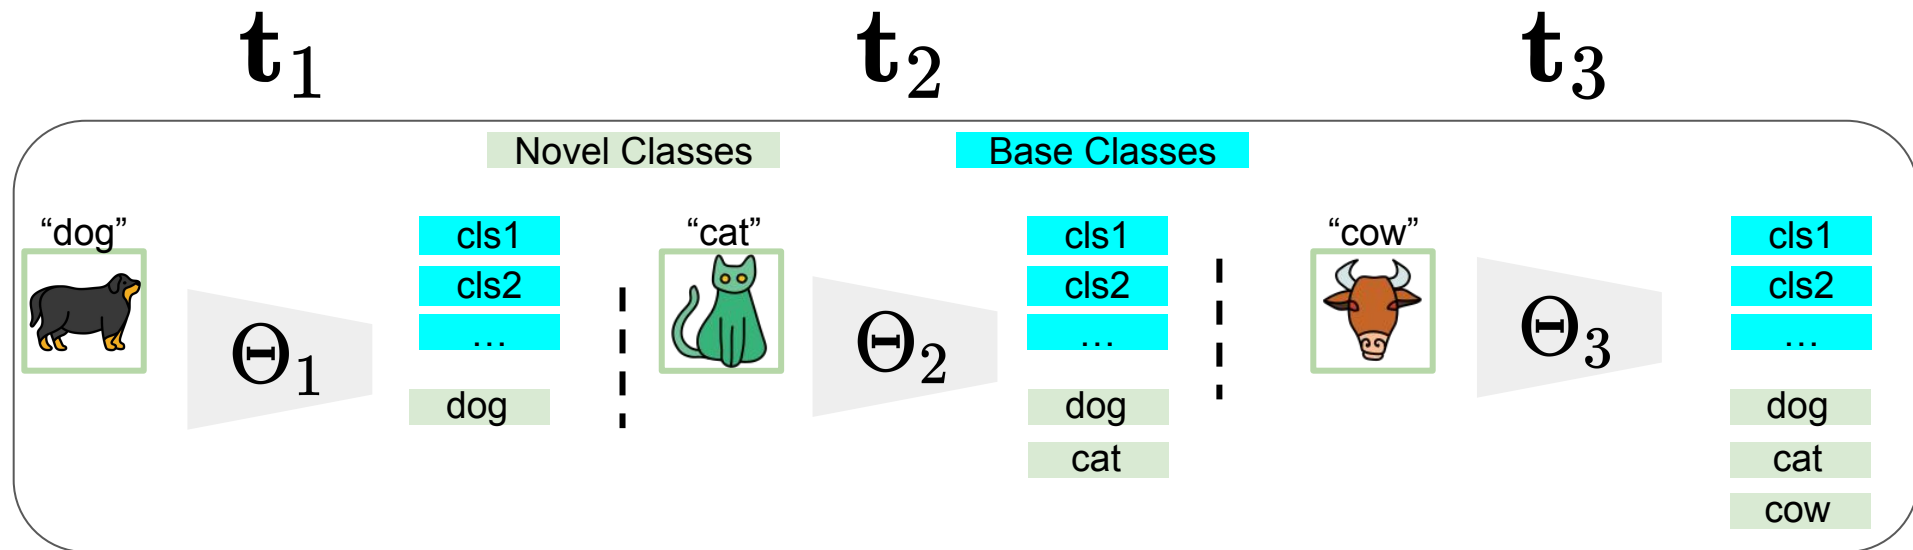 t₁ t₂ t₃
Novel Classes Base Classes
“dog”
Θ₁
cls1
cls2
...
dog
“cat”
Θ₂
cls1
cls2
...
dog
cat
“cow”
Θ₃
cls1
cls2
...
dog
cat
cow